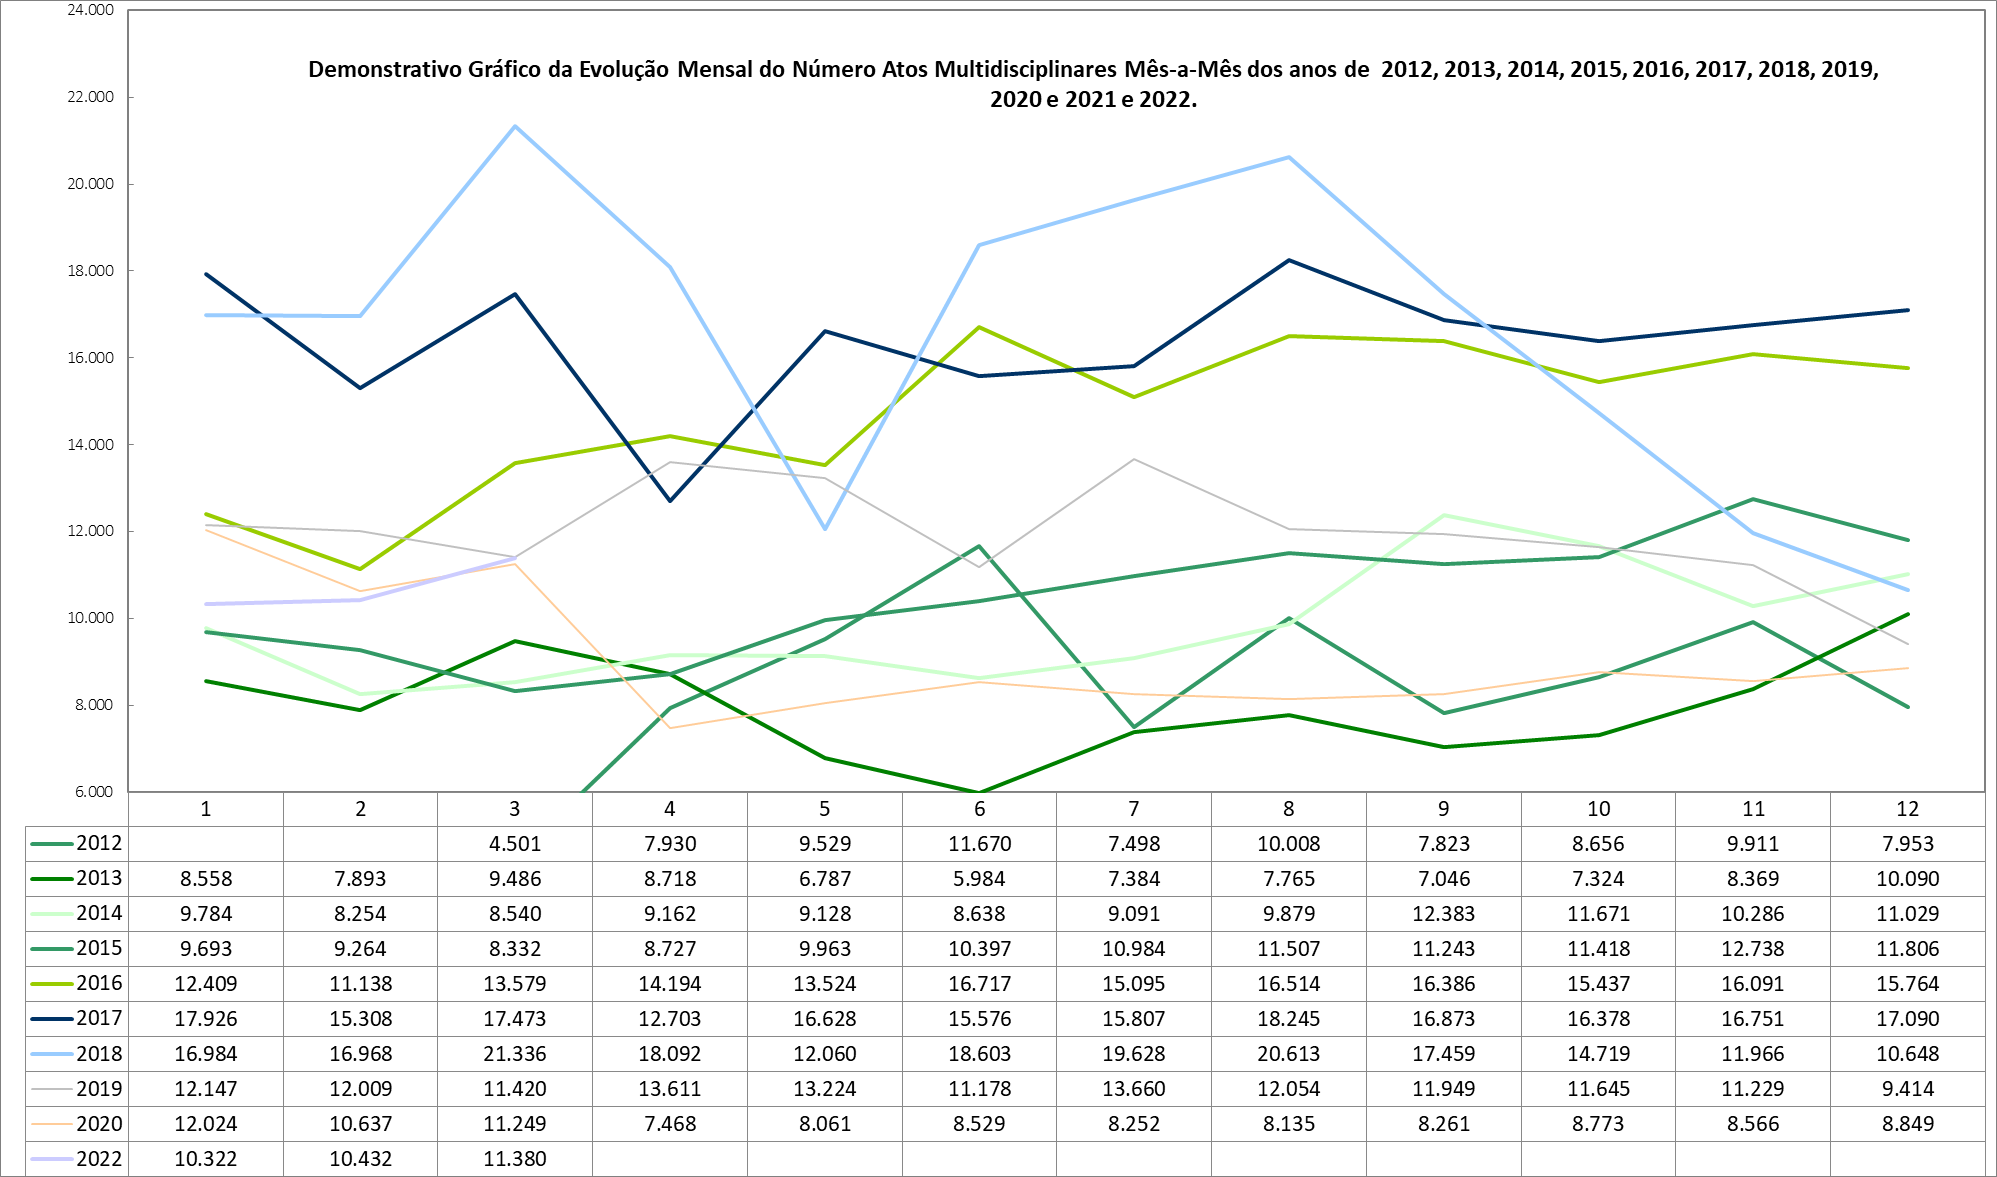 24.000
Demonstrativo Gráfico da Evolução Mensal do Número Atos Multidisciplinares Mês-a-Mês dos anos de 2012, 2013, 2014, 2015, 2016, 2017, 2018, 2019,
2020 e 2021 e 2022.
22.000
20.000
18.000
16.000
14.000
12.000
10.000
8.000
6.000
1 2 3 4 5 6 7 8 9 10 11 12
2012 4.501 7.930 9.529 11.670 7.498 10.008 7.823 8.656 9.911 7.953
2013 8.558 7.893 9.486 8.718 6.787 5.984 7.384 7.765 7.046 7.324 8.369 10.090
2014 9.784 8.254 8.540 9.162 9.128 8.638 9.091 9.879 12.383 11.671 10.286 11.029
2015 9.693 9.264 8.332 8.727 9.963 10.397 10.984 11.507 11.243 11.418 12.738 11.806
2016 12.409 11.138 13.579 14.194 13.524 16.717 15.095 16.514 16.386 15.437 16.091 15.764
2017 17.926 15.308 17.473 12.703 16.628 15.576 15.807 18.245 16.873 16.378 16.751 17.090
2018 16.984 16.968 21.336 18.092 12.060 18.603 19.628 20.613 17.459 14.719 11.966 10.648
2019 12.147 12.009 11.420 13.611 13.224 11.178 13.660 12.054 11.949 11.645 11.229 9.414
2020 12.024 10.637 11.249 7.468 8.061 8.529 8.252 8.135 8.261 8.773 8.566 8.849
2022 10.322 10.432 11.380